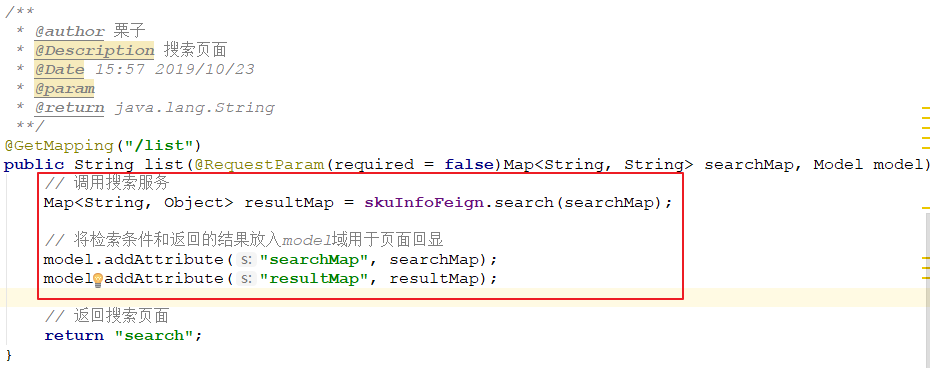 /**
* @author 栗子
* @Description 搜索页面
* @Date 15:57 2019/10/23
* @param
* @return java.lang.String
**/
@GetMapping("/list")
public String list(@RequestParam(required = false)Map<String, String> searchMap, Model model)
// 调用搜索服务
Map<String, Object> resultMap = skuInfoFeign.search(searchMap);
// 将检索条件和返回的结果放入model域用于页面回显
model.addAttribute( s: "searchMap", searchMap);
model.addAttribute( s: "resultMap", resultMap);
// 返回搜索页面
return "search";
}